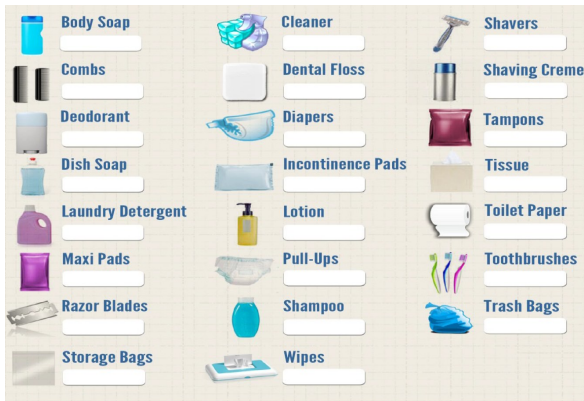 Body Soap
Combs
Deodorant
Dish Soap
Laundry Detergent
Maxi Pads
Razor Blades
Storage Bags
Cleaner
Dental Floss
Diapers
Incontinence Pads
Lotion
Pull-Ups
Shampoo
Wipes
Shavers
Shaving Creme
Tampons
Tissue
Toilet Paper
Toothbrushes
Trash Bags